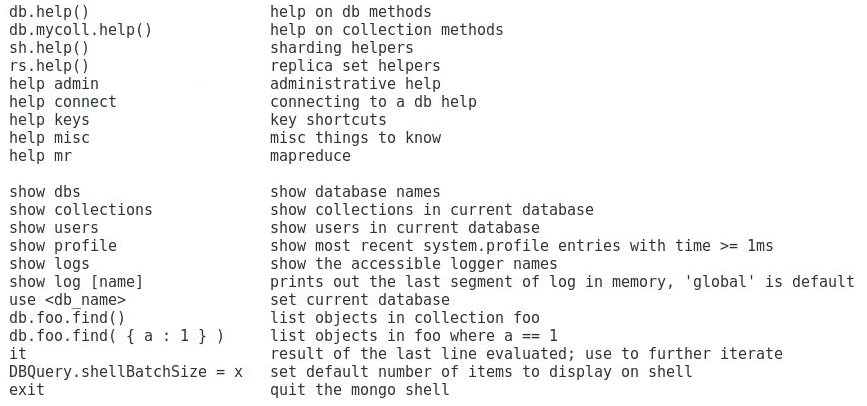 db.help() help on db methods
db.mycoll.help() help on collection methods
sh.help() sharding helpers
rs.help() replica set helpers
help admin administrative help
help connect connecting to a db help
help keys key shortcuts
help misc misc things to know
help mr mapreduce
show dbs show database names
show collections show collections in current database
show users show users in current database
show profile show most recent system.profile entries with time >= 1ms
show logs show the accessible logger names
show log [name] prints out the last segment of log in memory, 'global' is default
use <db_name> set current database
db.foo.find() list objects in collection foo
db.foo.find( { a : 1 } ) list objects in foo where a == 1
it result of the last line evaluated; use to further iterate
DBQuery.shellBatchSize = x set default number of items to display on shell
exit quit the mongo shell